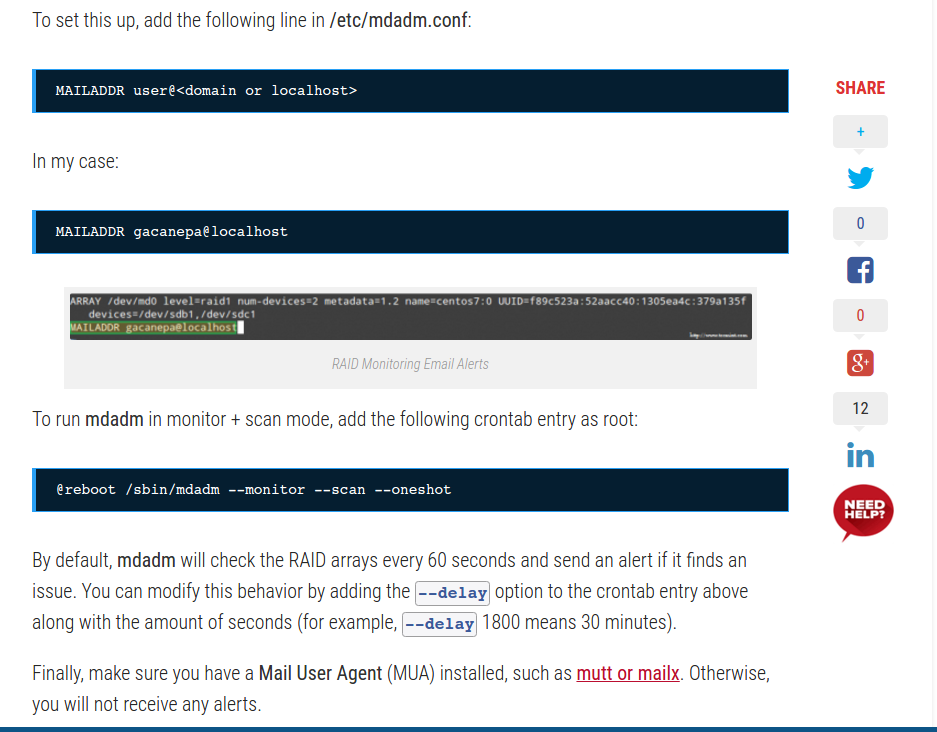 To set this up, add the following line in /etc/mdadm.conf:
MAILADDR user@<domain or localhost>
In my case:
MAILADDR gacanepa@localhost
ARRAY /dev/md0 level=raid1 num-devices=2 metadata=1.2 name=centos7:0 UUID=f89c523a:52aacc40:1305ea4c:379a135f
devices=/dev/sdb1,/dev/sdc1
MAILADDR gacanepa@localhost
RAID Monitoring Email Alerts
To run mdadm in monitor + scan mode, add the following crontab entry as root:
@reboot /sbin/mdadm --monitor --scan --oneshot
By default, mdadm will check the RAID arrays every 60 seconds and send an alert if it finds an
issue. You can modify this behavior by adding the --delay option to the crontab entry above
along with the amount of seconds (for example, --delay 1800 means 30 minutes).
Finally, make sure you have a Mail User Agent (MUA) installed, such as mutt or mailx. Otherwise,
you will not receive any alerts.
SHARE
+
0
f
0
g+
12
in
NEED
HELP?